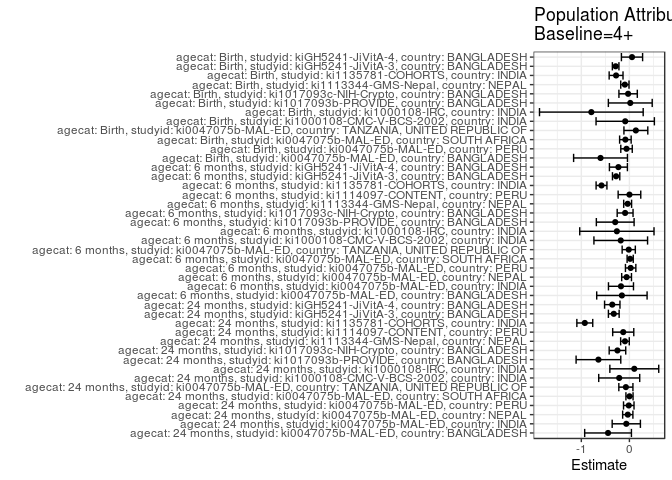 Population Attribu
Baseline=4+
agecat: Birth, studyid: kiGH5241-JiVitA-4, country: BANGLADESH
agecat: Birth, studyid: kiGH5241-JiVitA-3, country: BANGLADESH
agecat: Birth, studyid: ki1135781-COHORTS, country: INDIA
agecat: Birth, studyid: ki1113344-GMS-Nepal, country: NEPAL
agecat: Birth, studyid: ki1017093c-NIH-Crypto, country: BANGLADESH
agecat: Birth, studyid: ki1017093b-PROVIDE, country: BANGLADESH
agecat: Birth, studyid: ki1000108-IRC, country: INDIA
agecat: Birth, studyid: ki1000108-CMC-V-BCS-2002, country: INDIA
agecat: Birth, studyid: ki0047075b-MAL-ED, country: TANZANIA, UNITED REPUBLIC OF
agecat: Birth, studyid: ki0047075b-MAL-ED, country: SOUTH AFRICA
agecat: Birth, studyid: ki0047075b-MAL-ED, country: PERU
agecat: Birth, studyid: ki0047075b-MAL-ED, country: BANGLADESH
agecat: 6 months, studyid: kiGH5241-JiVitA-4, country: BANGLADESH
agecat: 6 months, studyid: kiGH5241-JiVitA-3, country: BANGLADESH
agecat: 6 months, studyid: ki1135781-COHORTS, country: INDIA
agecat: 6 months, studyid: ki1114097-CONTENT, country: PERU
agecat: 6 months, studyid: ki1113344-GMS-Nepal, country: NEPAL
agecat: 6 months, studyid: ki1017093c-NIH-Crypto, country: BANGLADESH
agecat: 6 months, studyid: ki1017093b-PROVIDE, country: BANGLADESH
agecat: 6 months, studyid: ki1000108-IRC, country: INDIA
agecat: 6 months, studyid: ki1000108-CMC-V-BCS-2002, country: INDIA
agecat: 6 months, studyid: ki0047075b-MAL-ED, country: TANZANIA, UNITED REPUBLIC OF
agecat: 6 months, studyid: ki0047075b-MAL-ED, country: SOUTH AFRICA
agecat: 6 months, studyid: ki0047075b-MAL-ED, country: PERU
agecat: 6 months, studyid: ki0047075b-MAL-ED, country: NEPAL
agecat: 6 months, studyid: ki0047075b-MAL-ED, country: INDIA
agecat: 6 months, studyid: ki0047075b-MAL-ED, country: BANGLADESH
agecat: 24 months, studyid: kiGH5241-JiVitA-4, country: BANGLADESH
agecat: 24 months, studyid: kiGH5241-JiVitA-3, country: BANGLADESH
agecat: 24 months, studyid: ki1135781-COHORTS, country: INDIA
agecat: 24 months, studyid: ki1114097-CONTENT, country: PERU
agecat: 24 months, studyid: ki1113344-GMS-Nepal, country: NEPAL
agecat: 24 months, studyid: ki1017093c-NIH-Crypto, country: BANGLADESH
agecat: 24 months, studyid: ki1017093b-PROVIDE, country: BANGLADESH
agecat: 24 months, studyid: ki1000108-IRC, country: INDIA
agecat: 24 months, studyid: ki1000108-CMC-V-BCS-2002, country: INDIA
agecat: 24 months, studyid: ki0047075b-MAL-ED, country: TANZANIA, UNITED REPUBLIC OF
agecat: 24 months, studyid: ki0047075b-MAL-ED, country: SOUTH AFRICA
agecat: 24 months, studyid: ki0047075b-MAL-ED, country: PERU
agecat: 24 months, studyid: ki0047075b-MAL-ED, country: NEPAL
agecat: 24 months, studyid: ki0047075b-MAL-ED, country: INDIA
agecat: 24 months, studyid: ki0047075b-MAL-ED, country: BANGLADESH
-1 0
Estimate